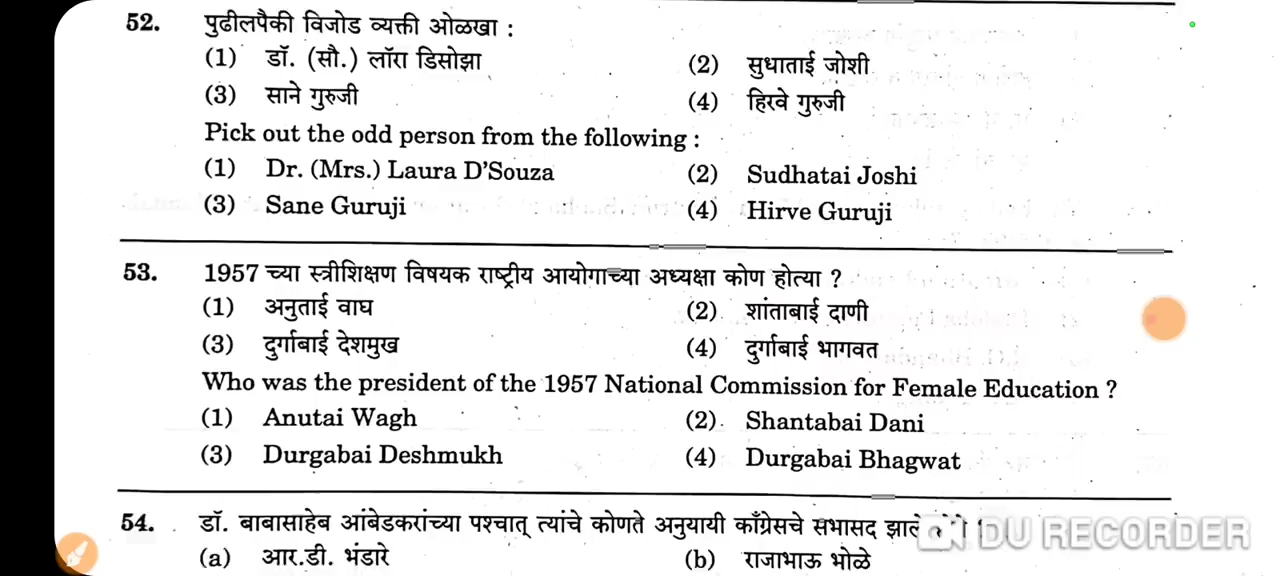 52. पुढीलपैकी विजोड व्यक्ती ओळखा :
(1) डॉ. (सौ.) लॉरा डिसोझा (2) सुधाताई जोशी
(3) साने गुरुजी (4) हिरवे गुरुजी
Pick out the odd person from the following :
(1) Dr. (Mrs.) Laura D'Souza (2) Sudhatai Joshi
(3) Sane Guruji (4) Hirve Guruji
53. 1957 च्या स्त्रीशिक्षण विषयक राष्ट्रीय आयोगाच्या अध्यक्षा कोण होत्या ?
(1) अनुताई वाघ (2) शांताबाई दाणी
(3) दुर्गाबाई देशमुख (4) दुर्गाबाई भागवत
Who was the president of the 1957 National Commission for Female Education ?
(1) Anutai Wagh (2) Shantabai Dani
(3) Durgabai Deshmukh (4) Durgabai Bhagwat
54. डॉ. बाबासाहेब आंबेडकरांच्या पश्चात् त्यांचे कोणते अनुयायी काँग्रेसचे सभासद झाले
DU RECORDER
(a) आर.डी. भंडारे (b) राजाभाऊ भोळे